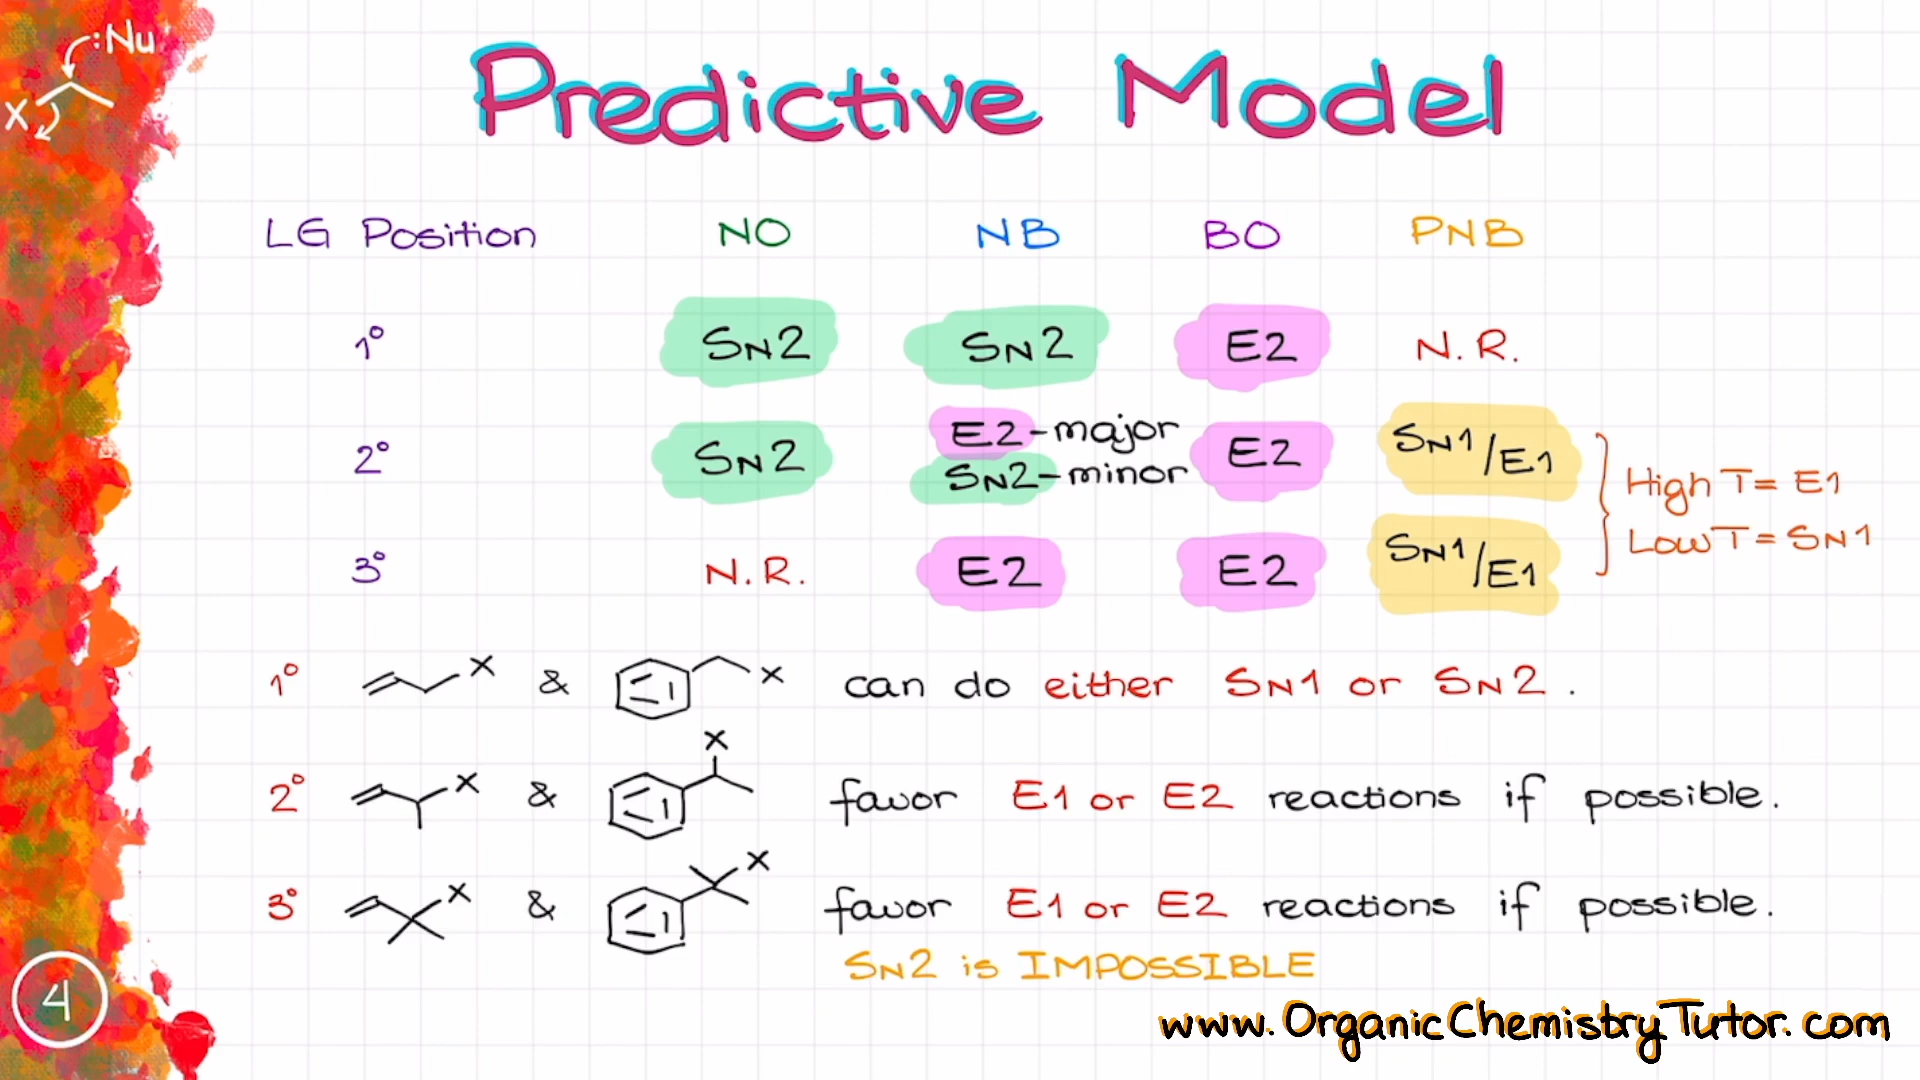 :Nu
X
Predictive Model
LG Position NO NB BO PNB
1° SN2 SN2 E2 N.R.
2° SN2 E2-major SN2-minor E2 SN1/E1
3° N.R. E2 E2 SN1/E1
High T = E1
Low T = SN1
1° X & X can do either SN1 or SN2.
2° X & X favor E1 or E2 reactions if possible.
3° X & X favor E1 or E2 reactions if possible.
SN2 is IMPOSSIBLE
4
www.OrganicChemistryTutor.com